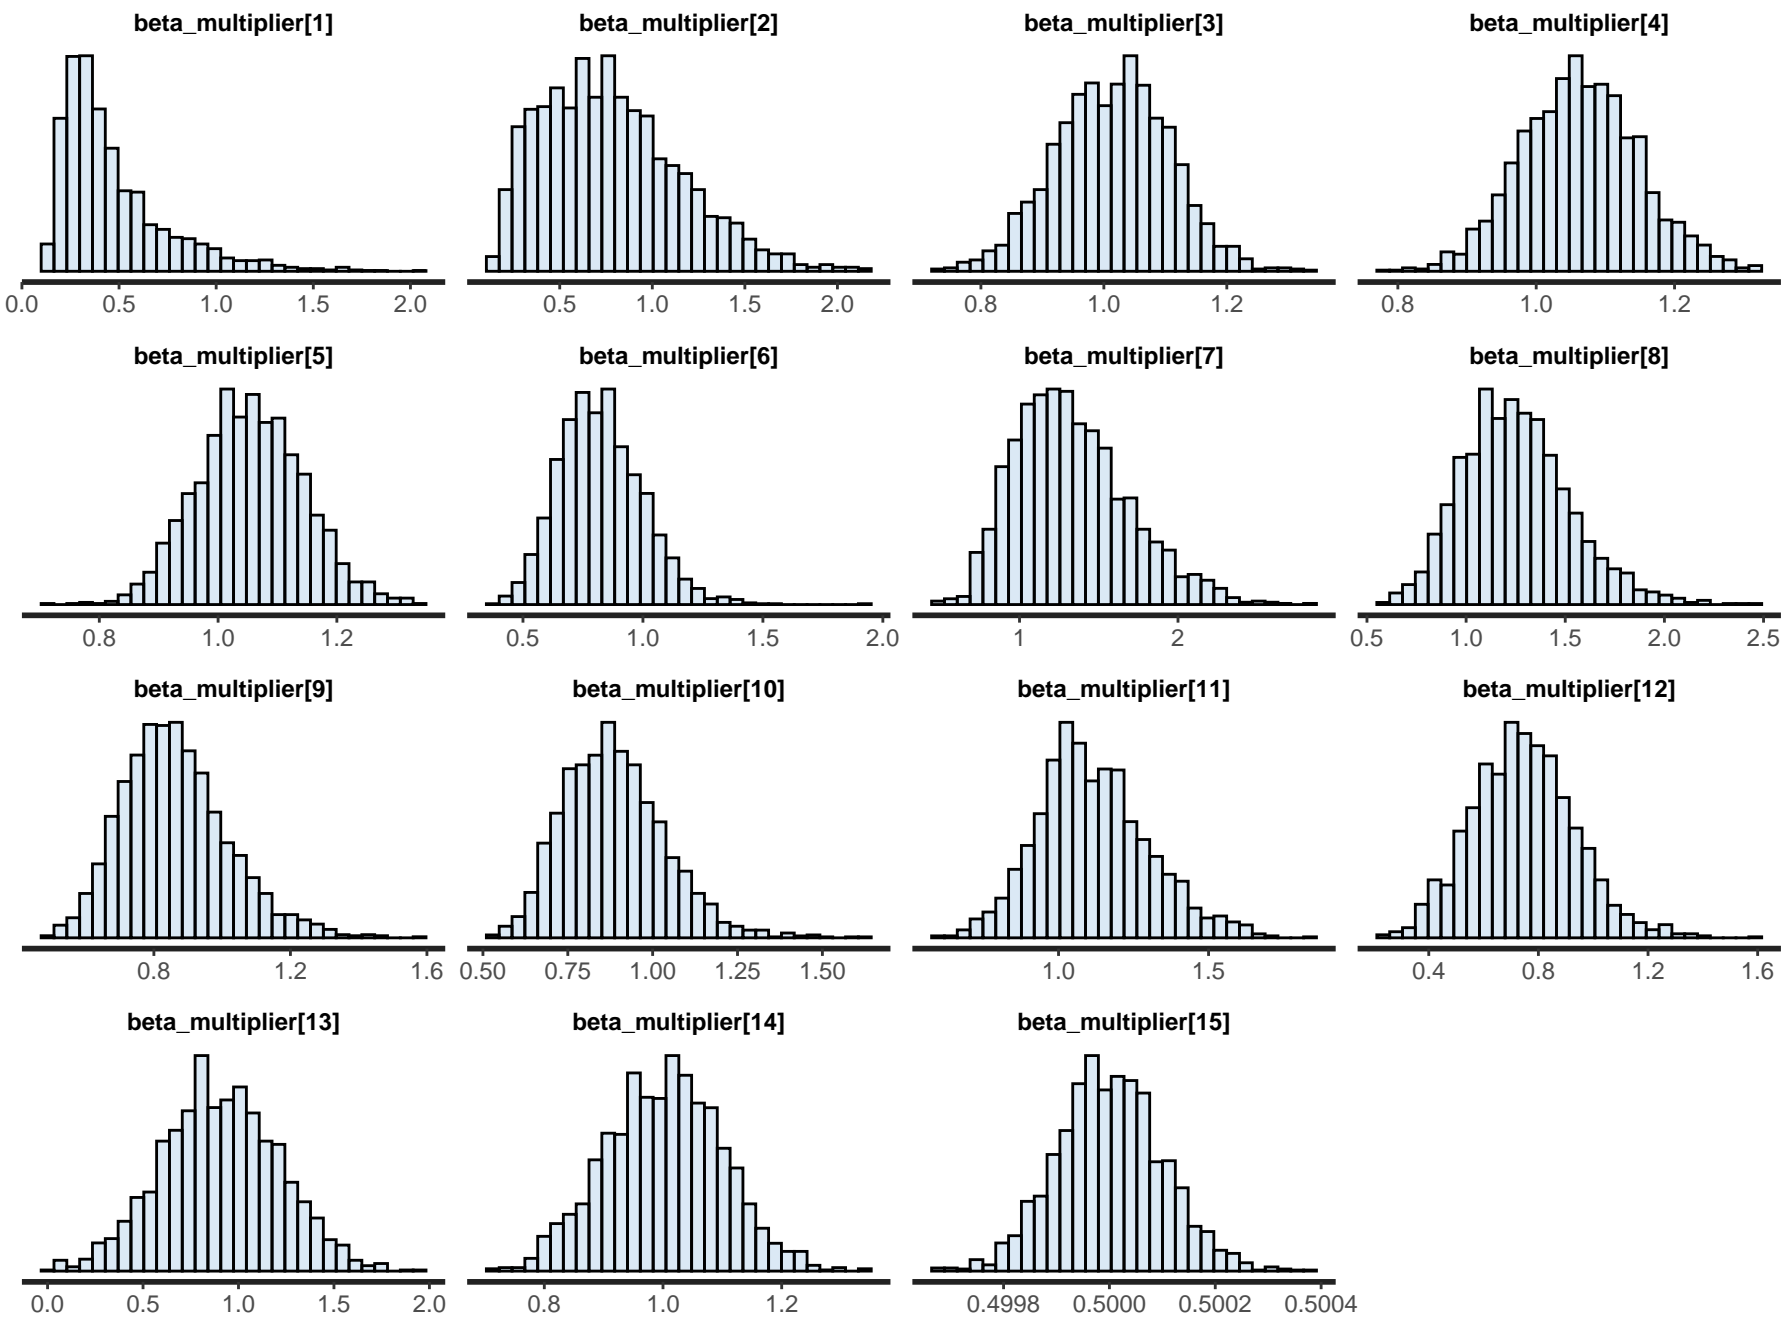 beta_multiplier[1] beta_multiplier[2] beta_multiplier[3] beta_multiplier[4]
0.0 0.5 1.0 1.5 2.0 0.5 1.0 1.5 2.0 0.8 1.0 1.2 0.8 1.0 1.2
beta_multiplier[5] beta_multiplier[6] beta_multiplier[7] beta_multiplier[8]
0.8 1.0 1.2 0.5 1.0 1.5 2.0 1 2 0.5 1.0 1.5 2.0 2.5
beta_multiplier[9] beta_multiplier[10] beta_multiplier[11] beta_multiplier[12]
0.8 1.2 1.6 0.50 0.75 1.00 1.25 1.50 1.0 1.5 0.4 0.8 1.2 1.6
beta_multiplier[13] beta_multiplier[14] beta_multiplier[15]
0.0 0.5 1.0 1.5 2.0 0.8 1.0 1.2 0.4998 0.5000 0.5002 0.5004